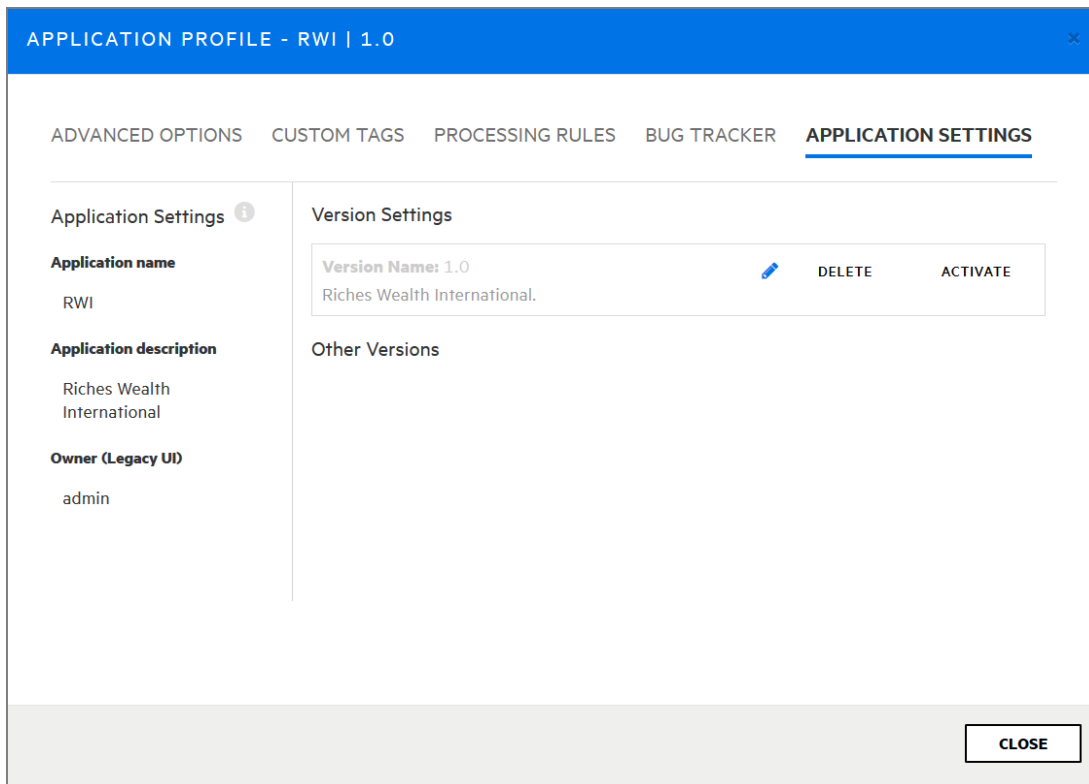 APPLICATION PROFILE - RWI | 1.0
ADVANCED OPTIONS CUSTOM TAGS PROCESSING RULES BUG TRACKER APPLICATION SETTINGS
Application Settings
Application name
RWI
Application description
Riches Wealth
International
Owner (Legacy UI)
admin
Version Settings
Version Name: 1.0
Riches Wealth International.
DELETE ACTIVATE
Other Versions
CLOSE